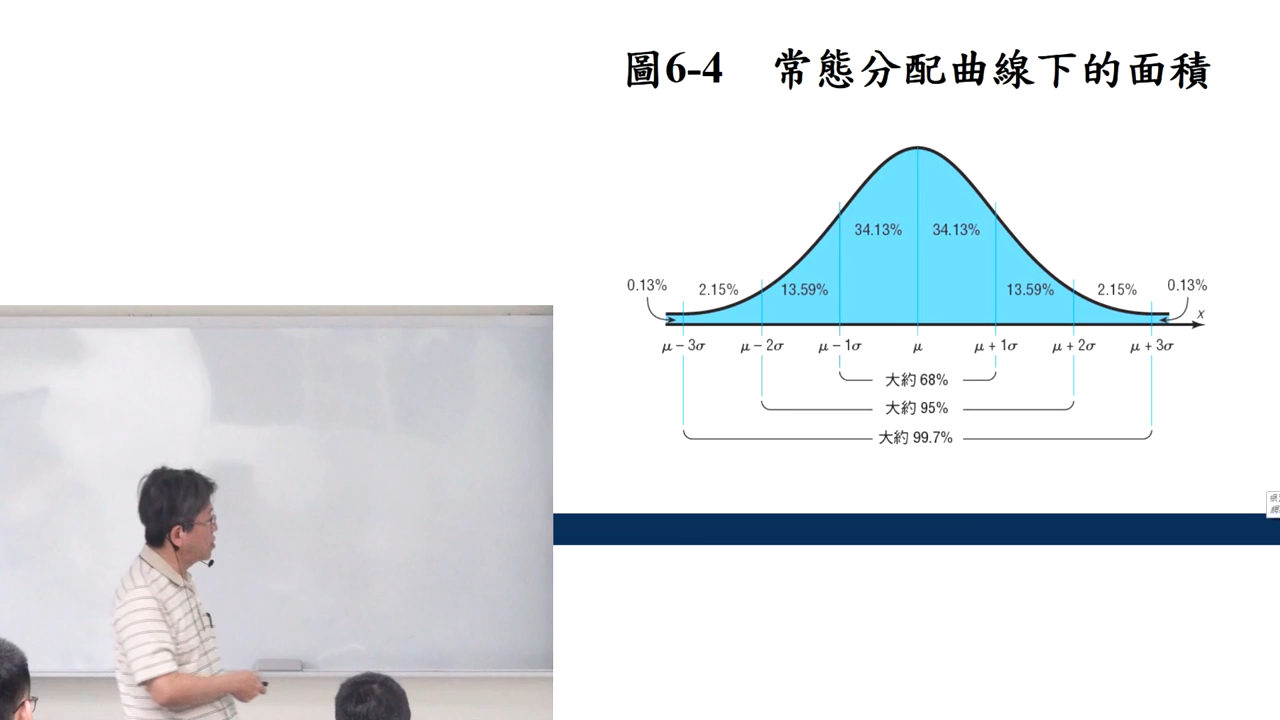 圖6-4 常態分配曲線下的面積
34.13% 34.13%
0.13% 2.15% 13.59% 13.59% 2.15% 0.13%
x
μ − 3σ μ − 2σ μ − 1σ μ μ + 1σ μ + 2σ μ + 3σ
大約 68%
大約 95%
大約 99.7%